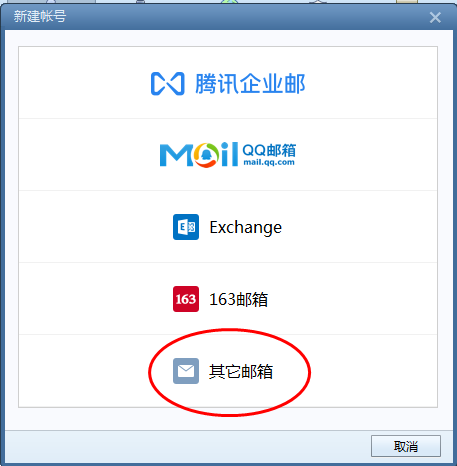 新建帐号
腾讯企业邮
Mail QQ邮箱
mail.qq.com
Exchange
163 163邮箱
其它邮箱
取消